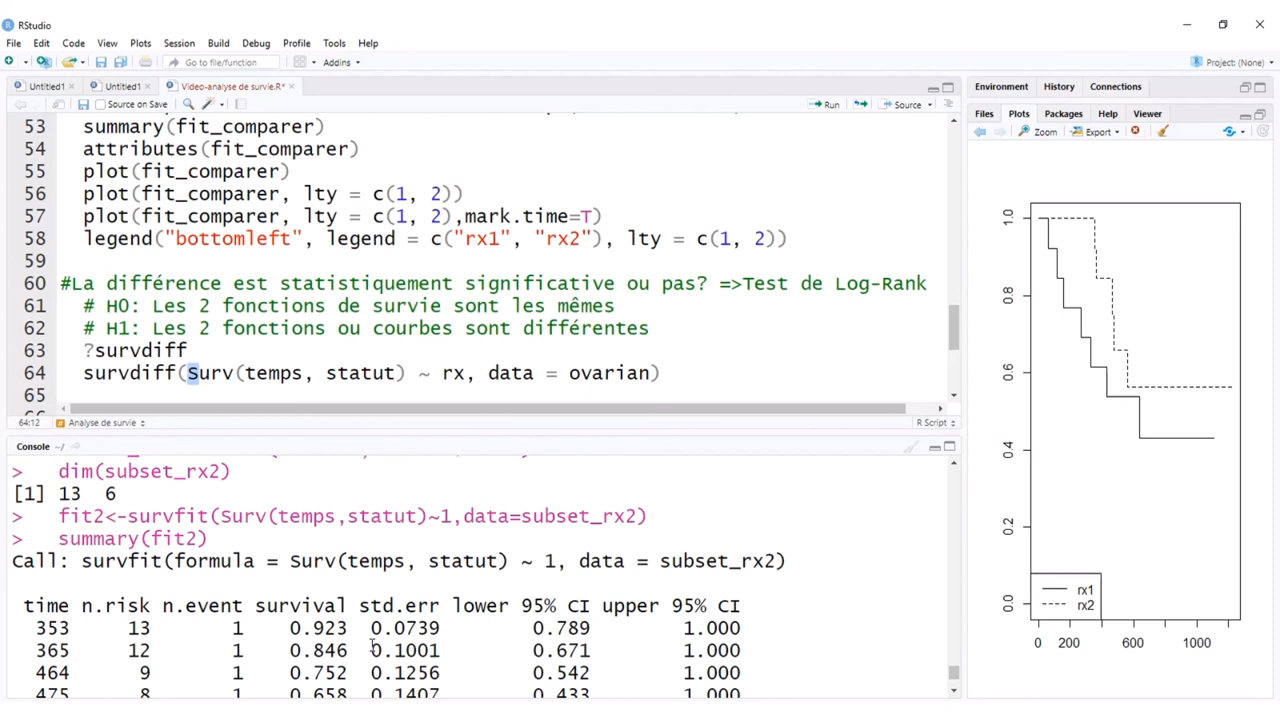 RStudio
File Edit Code View Plots Session Build Debug Profile Tools Help
Go to file/function
Addins
Project: (None)
Untitled1
Untitled1
Video-analyse de survie.R*
Source on Save
Run
Source
53 summary(fit_comparer)
54 attributes(fit_comparer)
55 plot(fit_comparer)
56 plot(fit_comparer, lty = c(1, 2))
57 plot(fit_comparer, lty = c(1, 2),mark.time=T)
58 legend("bottomleft", legend = c("rx1", "rx2"), lty = c(1, 2))
59
60 #La différence est statistiquement significative ou pas? =>Test de Log-Rank
61 # H0: Les 2 fonctions de survie sont les mêmes
62 # H1: Les 2 fonctions ou courbes sont différentes
63 ?survdiff
64 survdiff(Surv(temps, statut) ~ rx, data = ovarian)
65
64:12 Analyse de survie R Script
Console ~/
> dim(subset_rx2)
[1] 13 6
> fit2<-survfit(Surv(temps,statut)~1,data=subset_rx2)
> summary(fit2)
Call: survfit(formula = Surv(temps, statut) ~ 1, data = subset_rx2)
time n.risk n.event survival std.err lower 95% CI upper 95% CI
353 13 1 0.923 0.0739 0.789 1.000
365 12 1 0.846 0.1001 0.671 1.000
464 9 1 0.752 0.1256 0.542 1.000
475 8 1 0.658 0.1407 0.433 1.000
Environment History Connections
Files Plots Packages Help Viewer
Zoom Export
1.0
0.8
0.6
0.4
0.2
0.0
rx1
rx2
0 200 600 1000